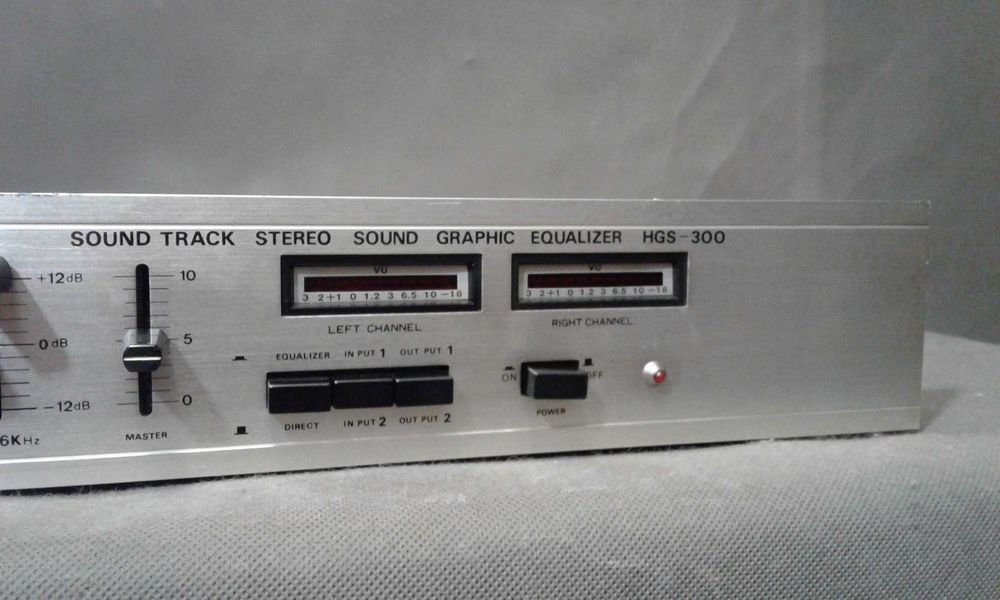 SOUND TRACK STEREO SOUND GRAPHIC EQUALIZER HGS-300
+12dB
0dB
-12dB
6KHz
10
5
0
MASTER
VU
3 2+1 0 1.2 3 6.5 10 -18
LEFT CHANNEL
VU
3 2+1 0 1.2 3 6.5 10 -18
RIGHT CHANNEL
EQUALIZER IN PUT 1 OUT PUT 1
DIRECT IN PUT 2 OUT PUT 2
ON OFF
POWER